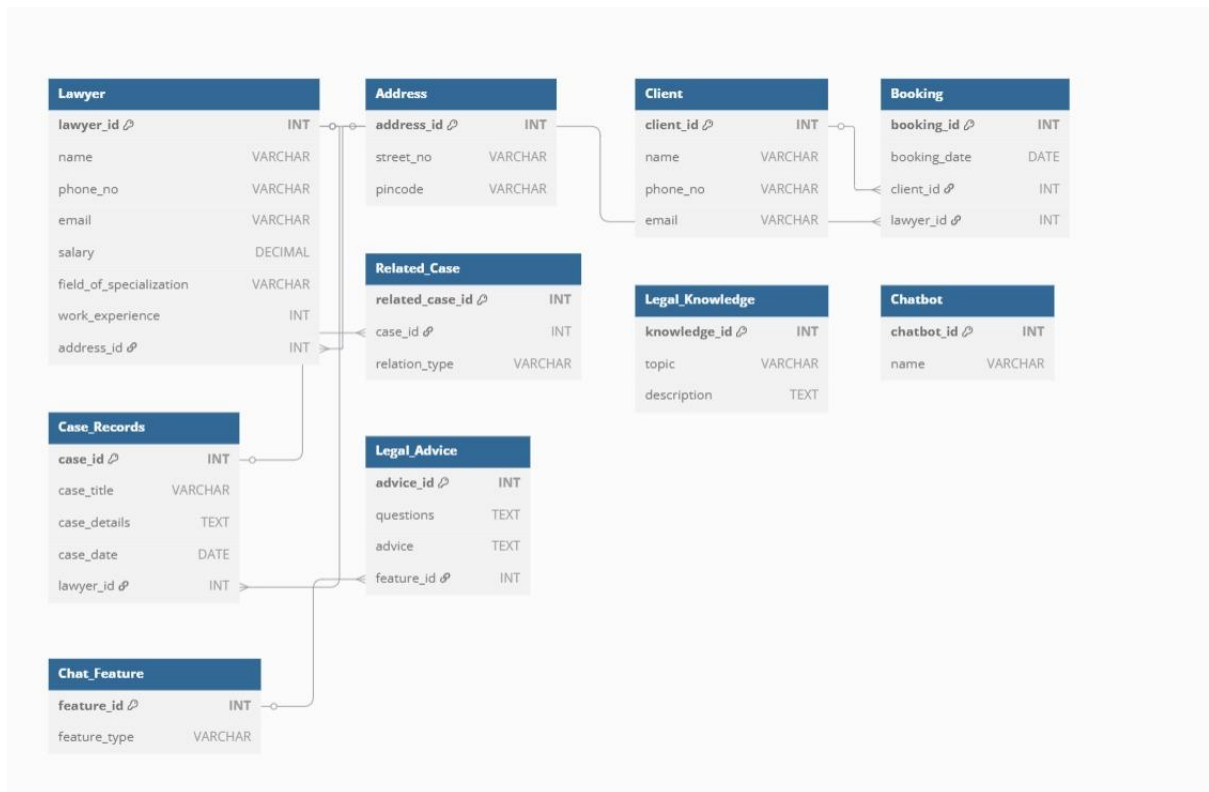 Lawyer
lawyer_id INT
name VARCHAR
phone_no VARCHAR
email VARCHAR
salary DECIMAL
field_of_specialization VARCHAR
work_experience INT
address_id INT
Address
address_id INT
street_no VARCHAR
pincode VARCHAR
Client
client_id INT
name VARCHAR
phone_no VARCHAR
email VARCHAR
Booking
booking_id INT
booking_date DATE
client_id INT
lawyer_id INT
Related_Case
related_case_id INT
case_id INT
relation_type VARCHAR
Legal_Knowledge
knowledge_id INT
topic VARCHAR
description TEXT
Chatbot
chatbot_id INT
name VARCHAR
Case_Records
case_id INT
case_title VARCHAR
case_details TEXT
case_date DATE
lawyer_id INT
Legal_Advice
advice_id INT
questions TEXT
advice TEXT
feature_id INT
Chat_Feature
feature_id INT
feature_type VARCHAR